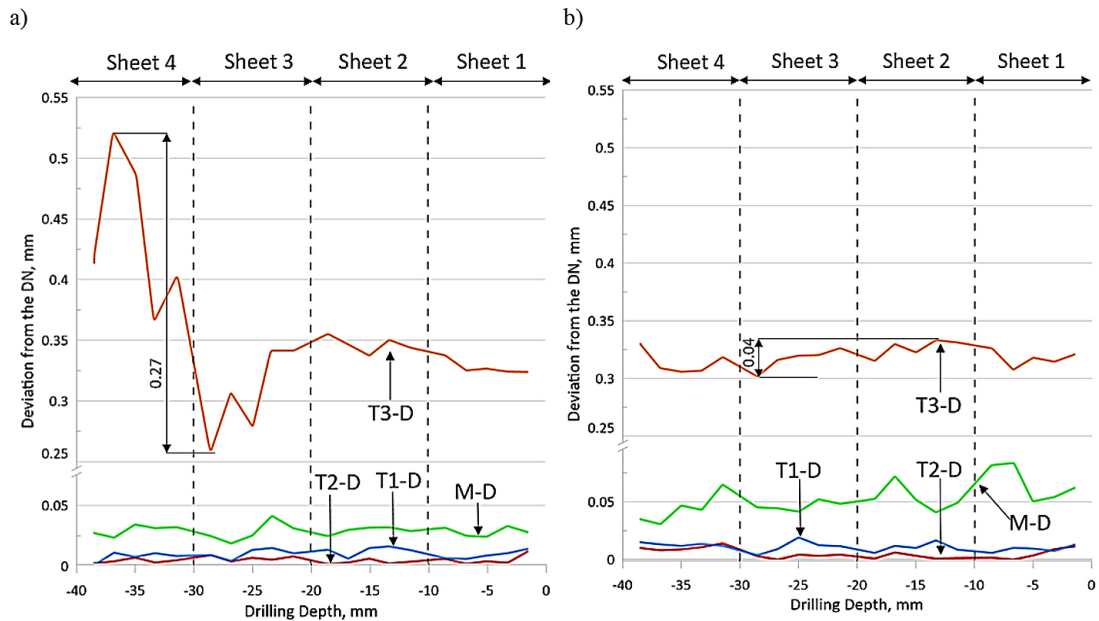 a)
Sheet 4 Sheet 3 Sheet 2 Sheet 1
0.55
0.5
0.45
0.4
0.35
0.3
0.25
0.05
0
Deviation from the DN, mm
0.27
T3-D
T2-D T1-D M-D
-40 -35 -30 -25 -20 -15 -10 -5 0
Drilling Depth, mm
b)
Sheet 4 Sheet 3 Sheet 2 Sheet 1
0.55
0.5
0.45
0.4
0.35
0.3
0.25
0.05
0
Deviation from the DN, mm
0.04
T3-D
T1-D T2-D
M-D
-40 -35 -30 -25 -20 -15 -10 -5 0
Drilling Depth, mm